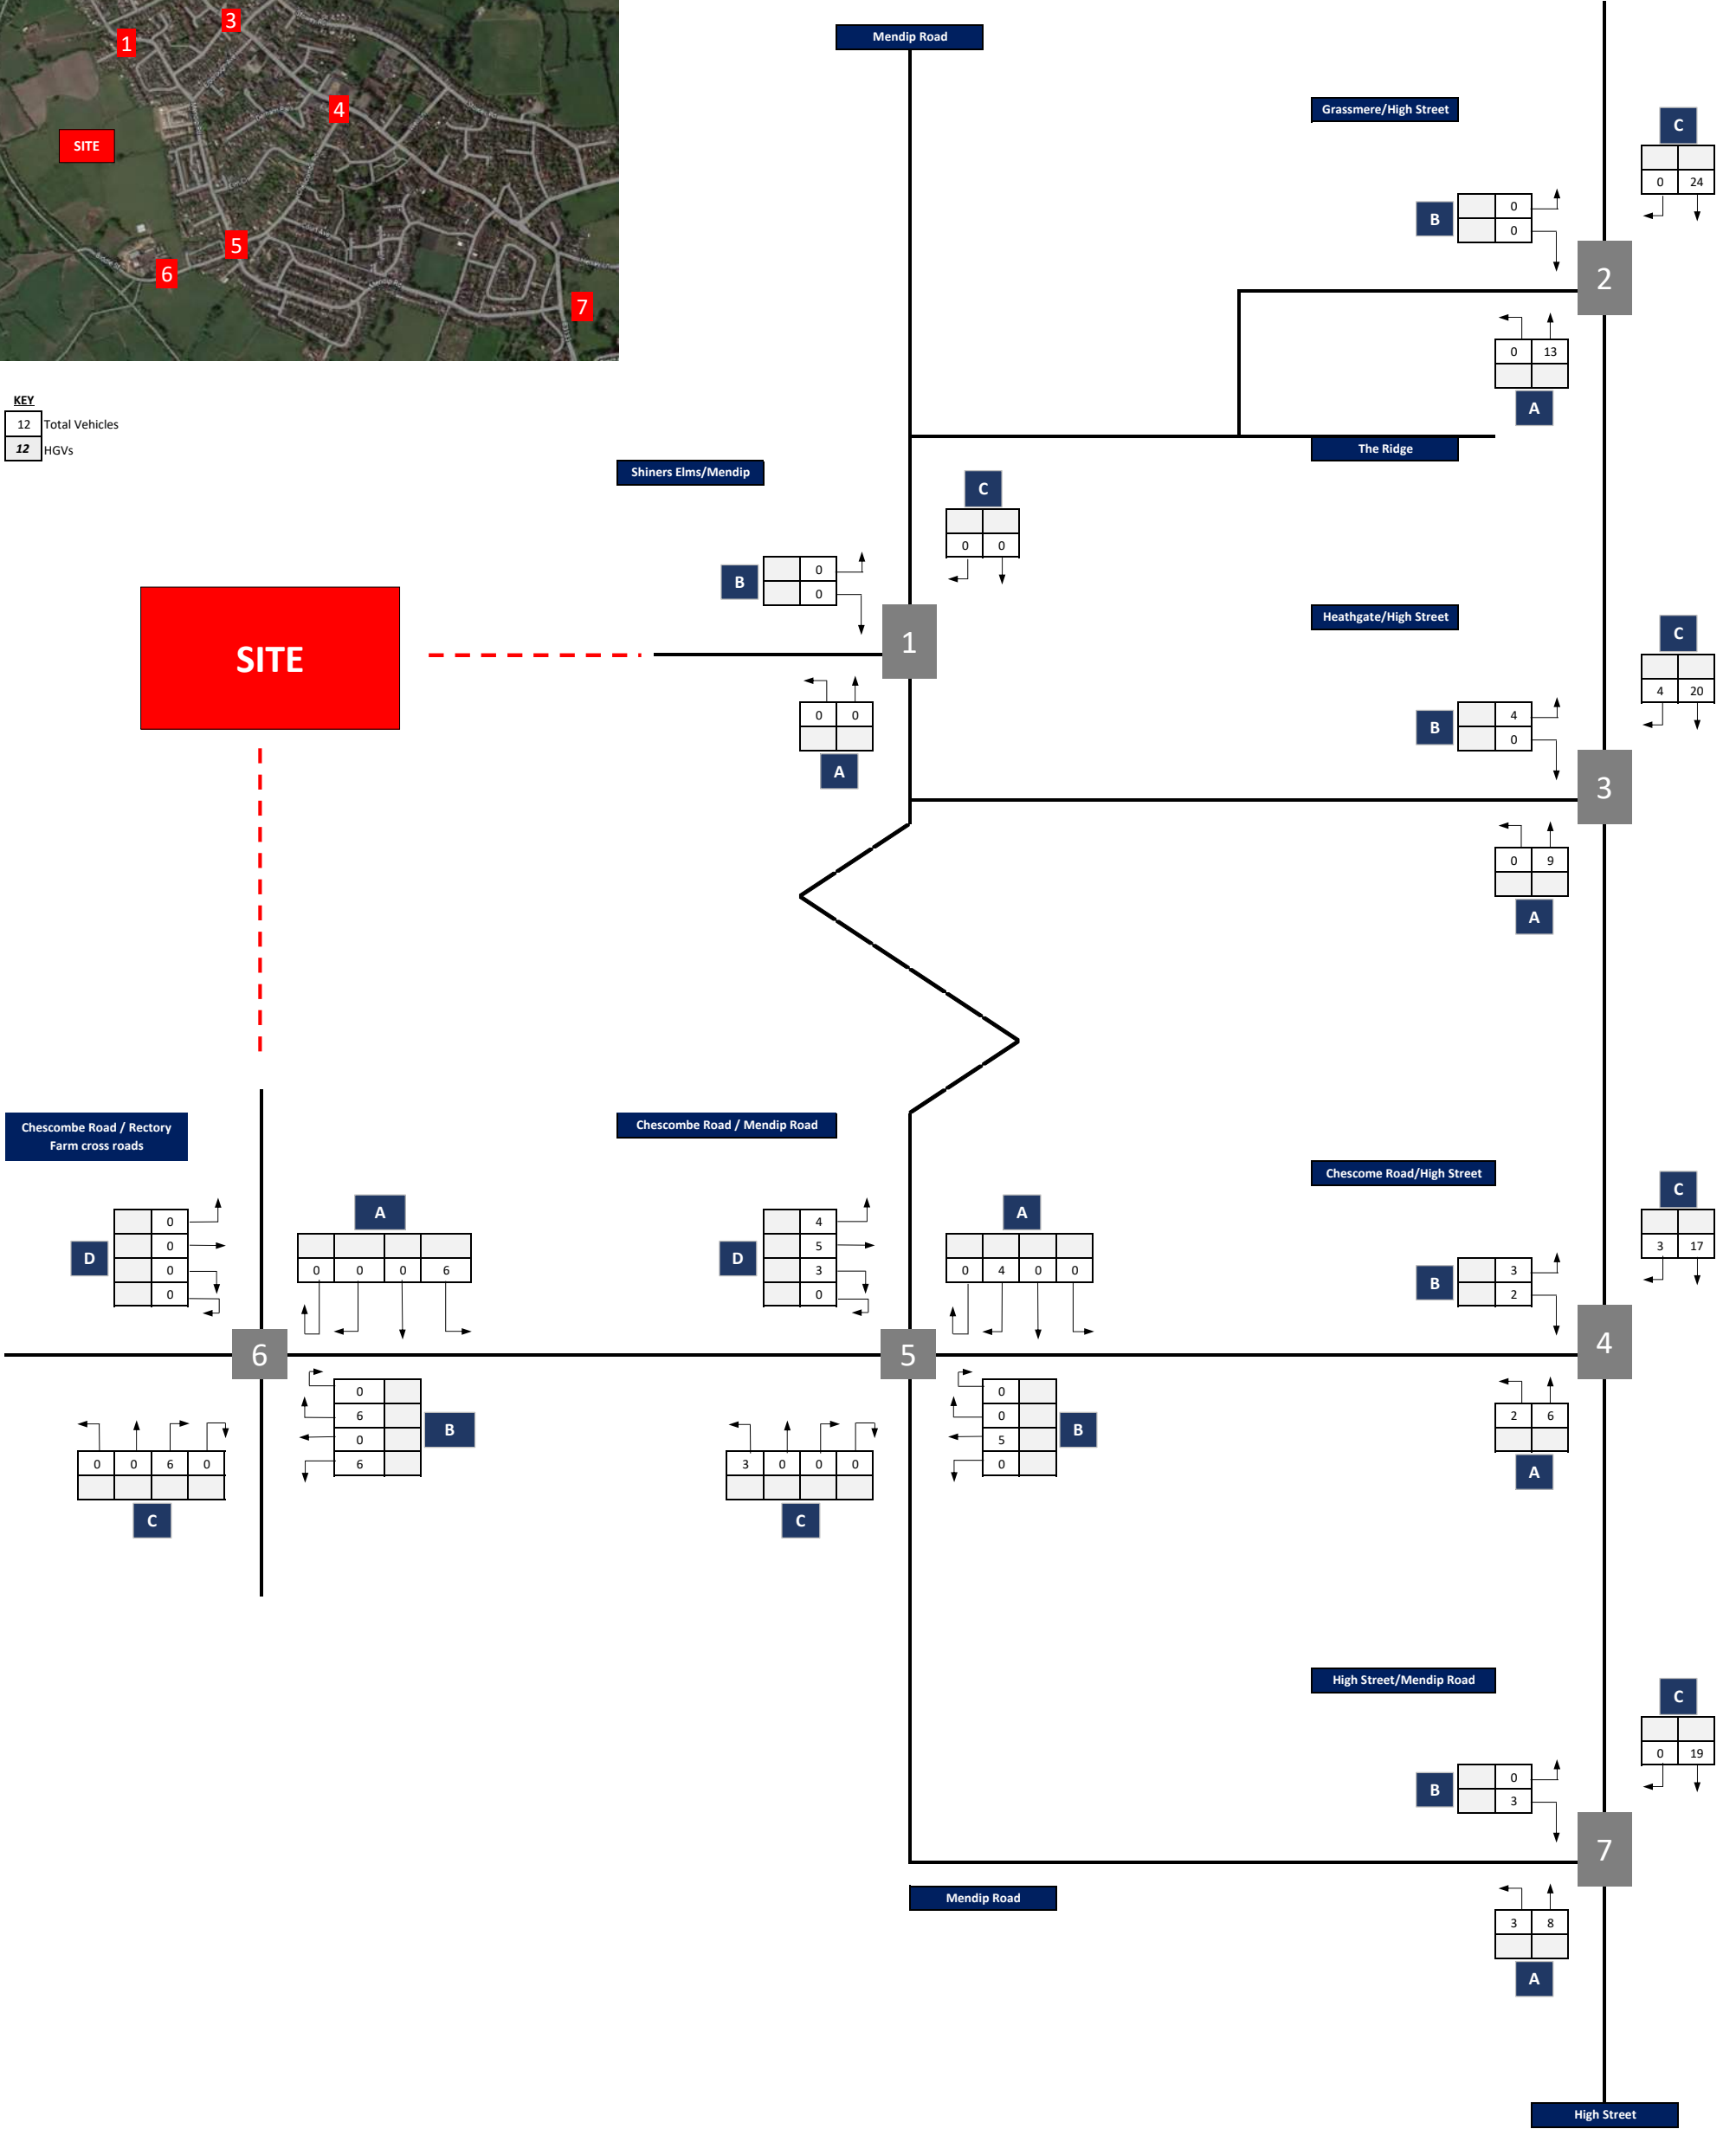 3
1
4
SITE
5
6
7
KEY
12 Total Vehicles
12 HGVs
Mendip Road
Grassmere/High Street
C
0 24
B
0
0
2
0 13
A
The Ridge
Shiners Elms/Mendip
C
0 0
B
0
0
1
0 0
A
SITE
Heathgate/High Street
C
4 20
B
4
0
3
0 9
A
Chescombe Road / Rectory
Farm cross roads
D
0
0
0
0
A
0 0 0 6
6
0
6
0
6
B
0 0 6 0
C
Chescombe Road / Mendip Road
D
4
5
3
0
A
0 4 0 0
5
0
0
5
0
B
3 0 0 0
C
Chescome Road/High Street
C
3 17
B
3
2
4
2 6
A
High Street/Mendip Road
C
0 19
B
0
3
7
Mendip Road
3 8
A
High Street